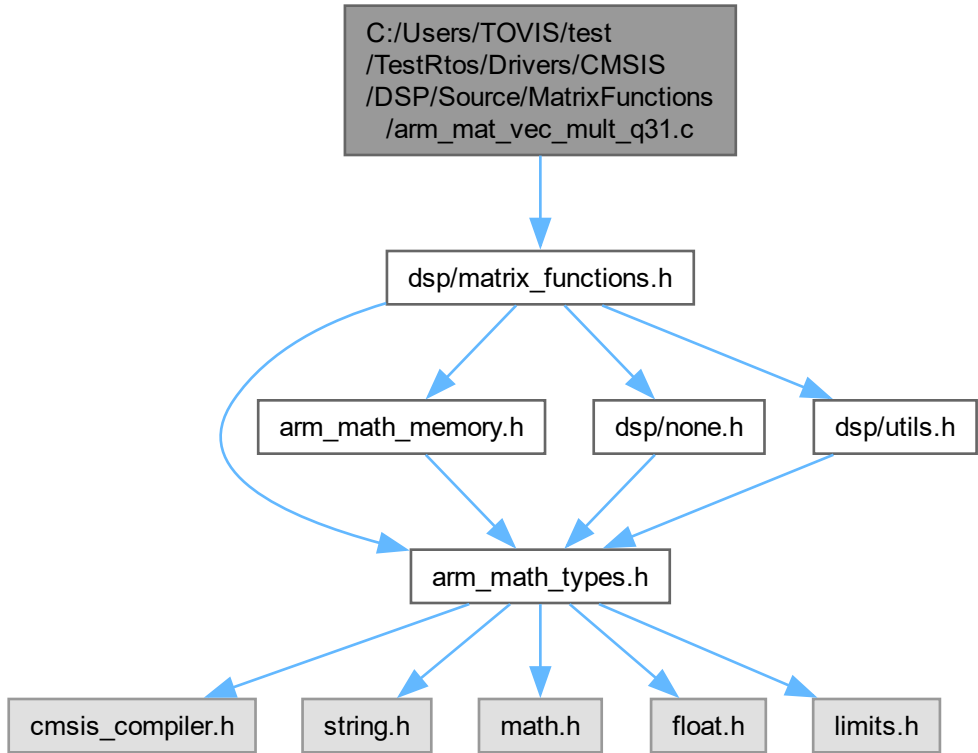 C:/Users/TOVIS/test
/TestRtos/Drivers/CMSIS
/DSP/Source/MatrixFunctions
/arm_mat_vec_mult_q31.c
dsp/matrix_functions.h
arm_math_memory.h
dsp/none.h
dsp/utils.h
arm_math_types.h
cmsis_compiler.h
string.h
math.h
float.h
limits.h